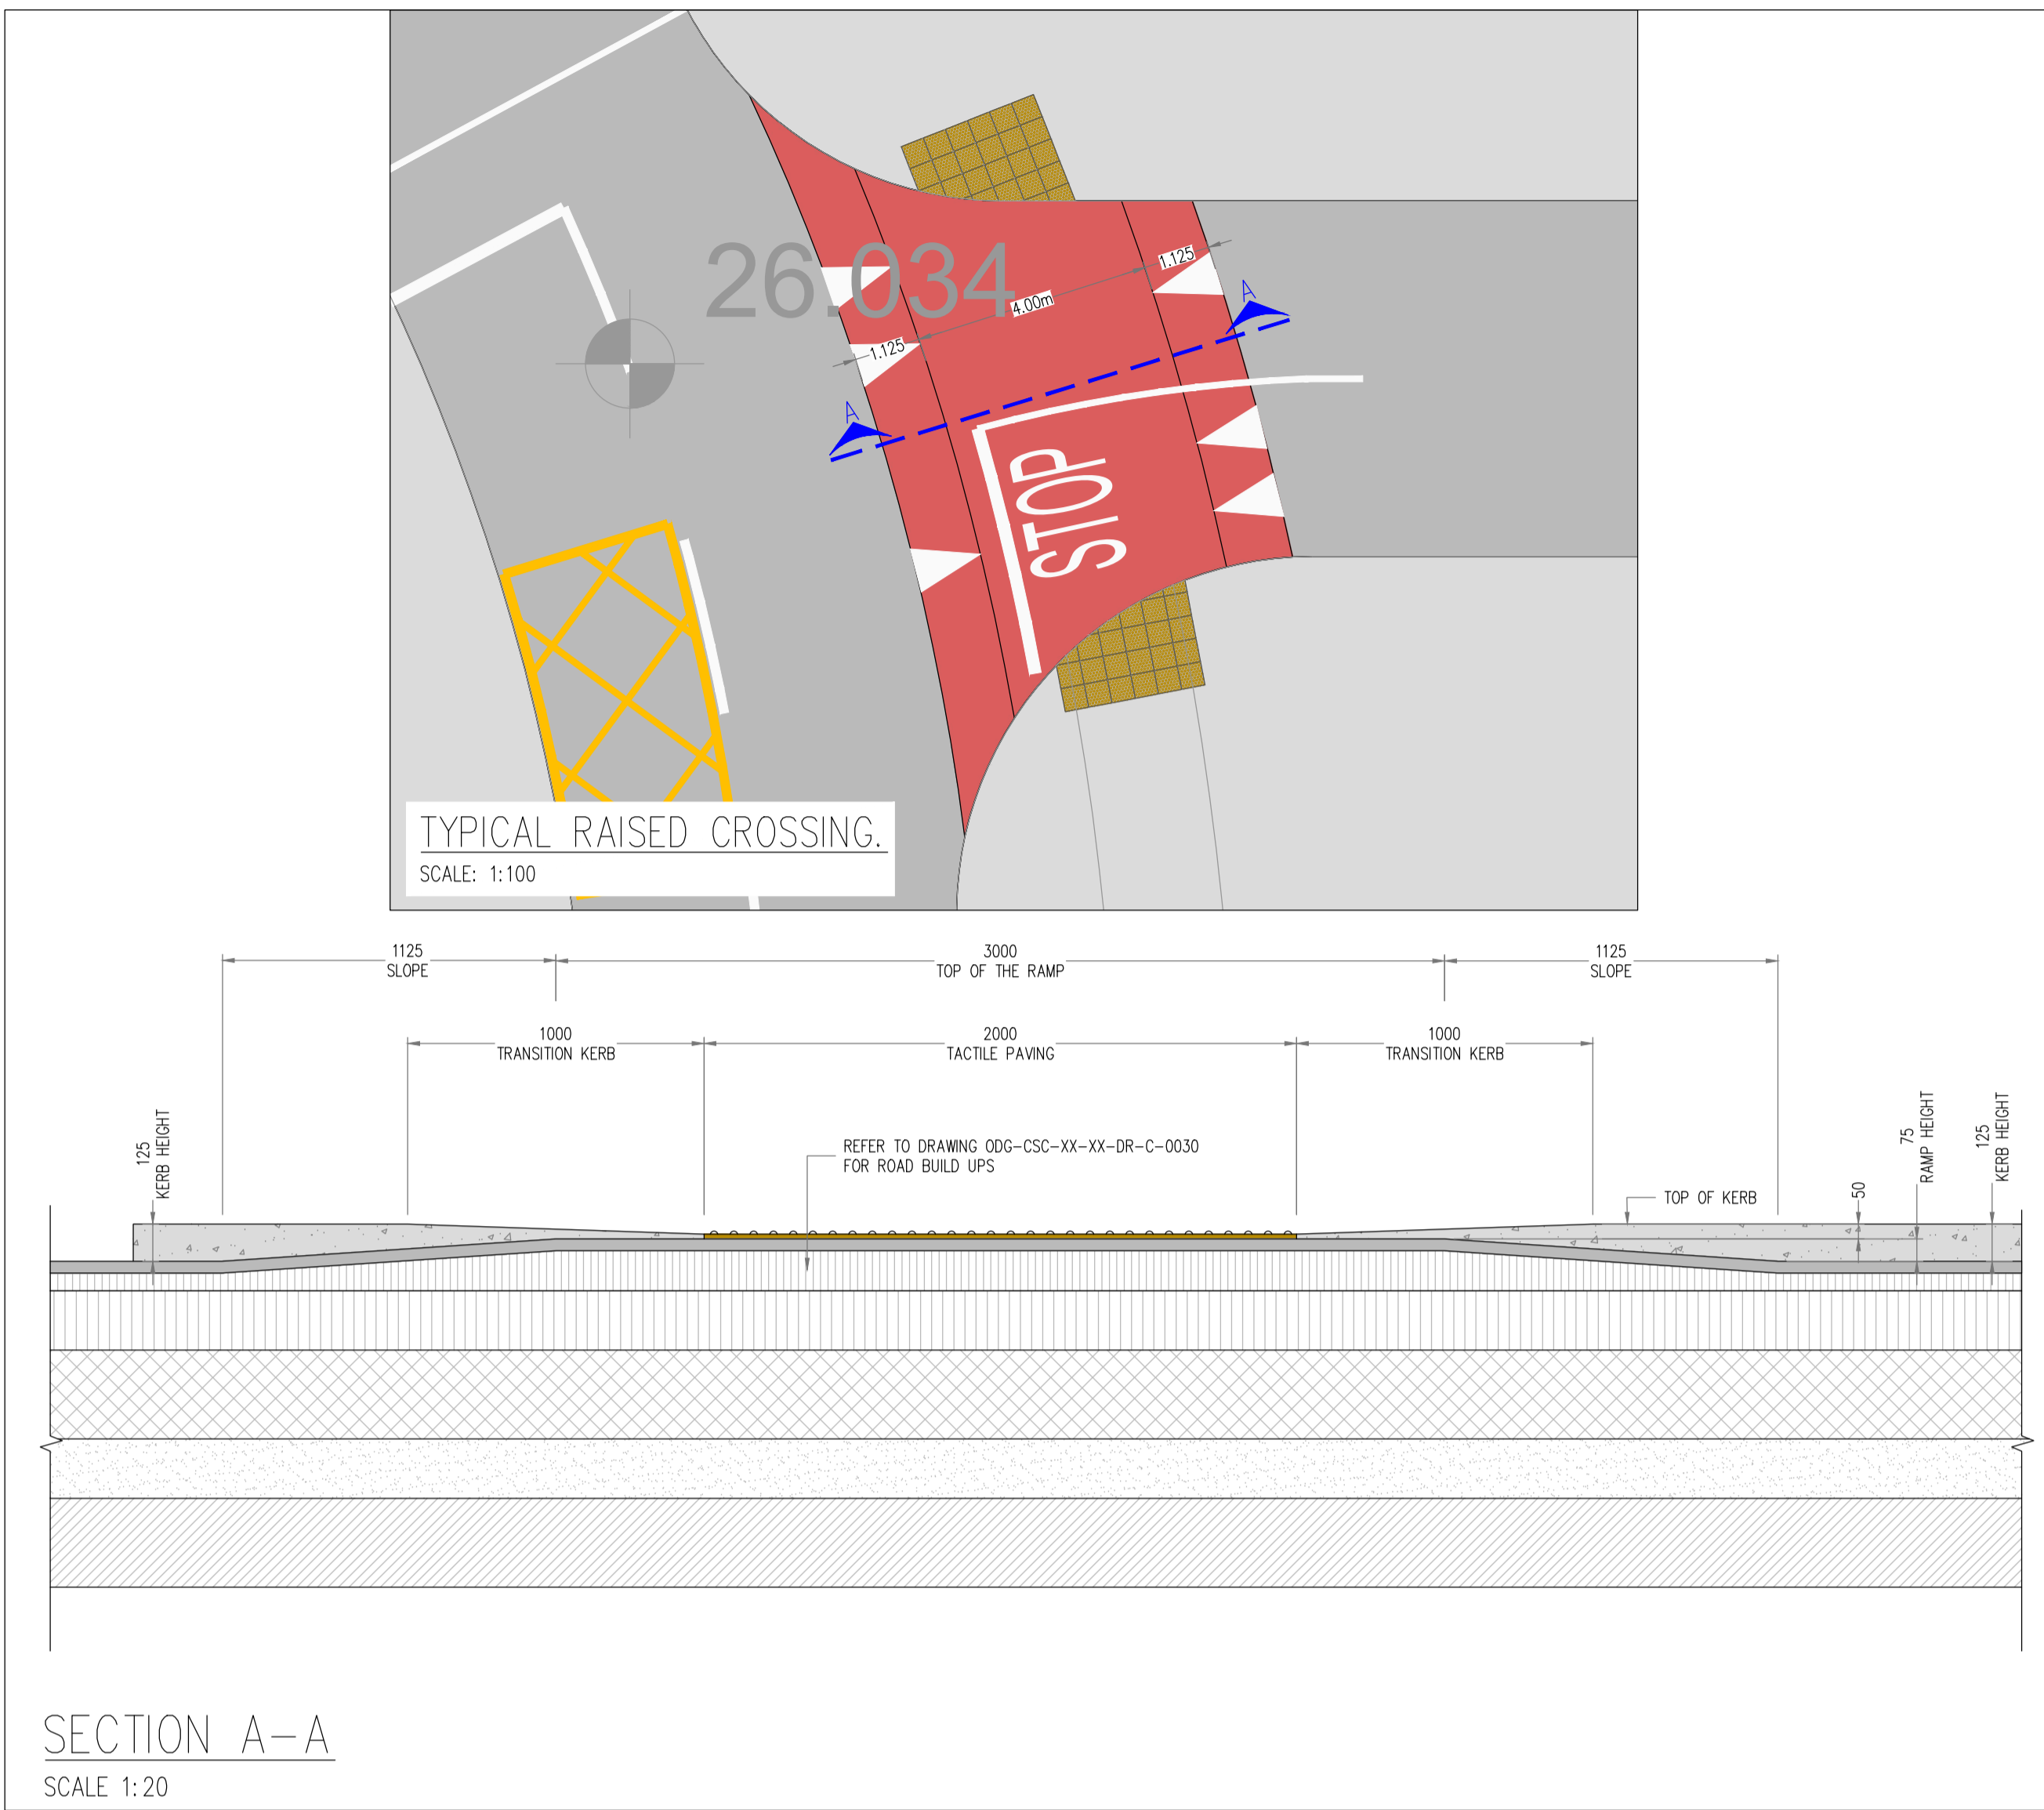 26.034
1.125
4.00m
1.125
A
A
STOP
TYPICAL RAISED CROSSING.
SCALE: 1:100
1125
SLOPE
3000
TOP OF THE RAMP
1125
SLOPE
1000
TRANSITION KERB
2000
TACTILE PAVING
1000
TRANSITION KERB
125
KERB HEIGHT
REFER TO DRAWING ODG-CSC-XX-XX-DR-C-0030
FOR ROAD BUILD UPS
TOP OF KERB
50
75
RAMP HEIGHT
125
KERB HEIGHT
SECTION A-A
SCALE 1:20